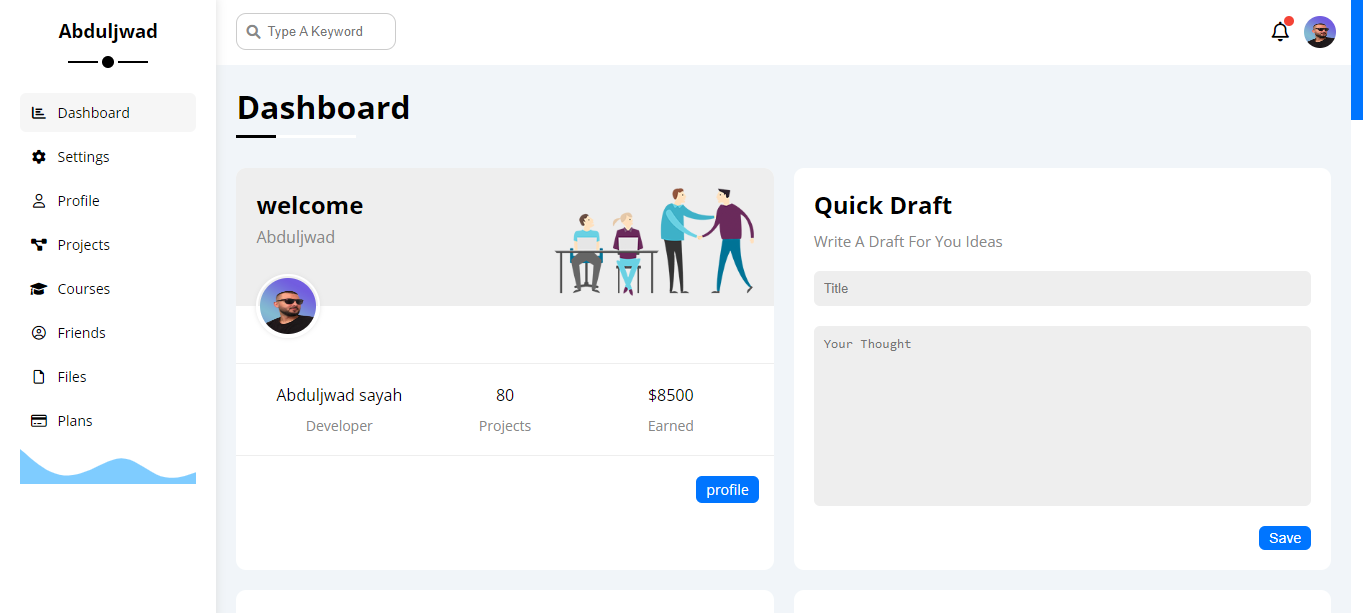 Abduljwad
Dashboard
Settings
Profile
Projects
Courses
Friends
Files
Plans
Type A Keyword
Dashboard
welcome
Abduljwad
Abduljwad sayah
Developer
80
Projects
$8500
Earned
profile
Quick Draft
Write A Draft For You Ideas
Title
Your Thought
Save